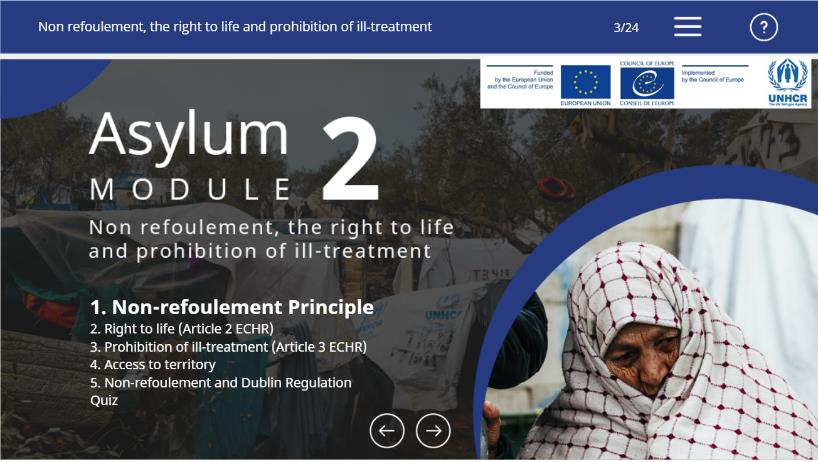 Non refoulement, the right to life and prohibition of ill-treatment
3/24
?
Funded
by the European Union
and the Council of Europe
EUROPEAN UNION
COUNCIL OF EUROPE
CONSEIL DE L'EUROPE
Implemented
by the Council of Europe
UNHCR
The UN Refugee Agency
Asylum
MODULE
2
Non refoulement, the right to life
and prohibition of ill-treatment
1. Non-refoulement Principle
2. Right to life (Article 2 ECHR)
3. Prohibition of ill-treatment (Article 3 ECHR)
4. Access to territory
5. Non-refoulement and Dublin Regulation
Quiz
UNHCR